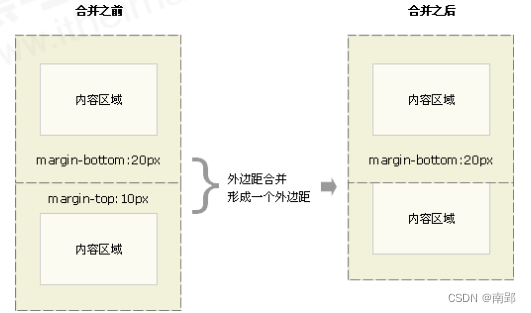 合并之前
合并之后
内容区域
内容区域
margin-bottom:20px
margin-bottom:20px
外边距合并
形成一个外边距
margin-top:10px
内容区域
内容区域
CSDN @南郢